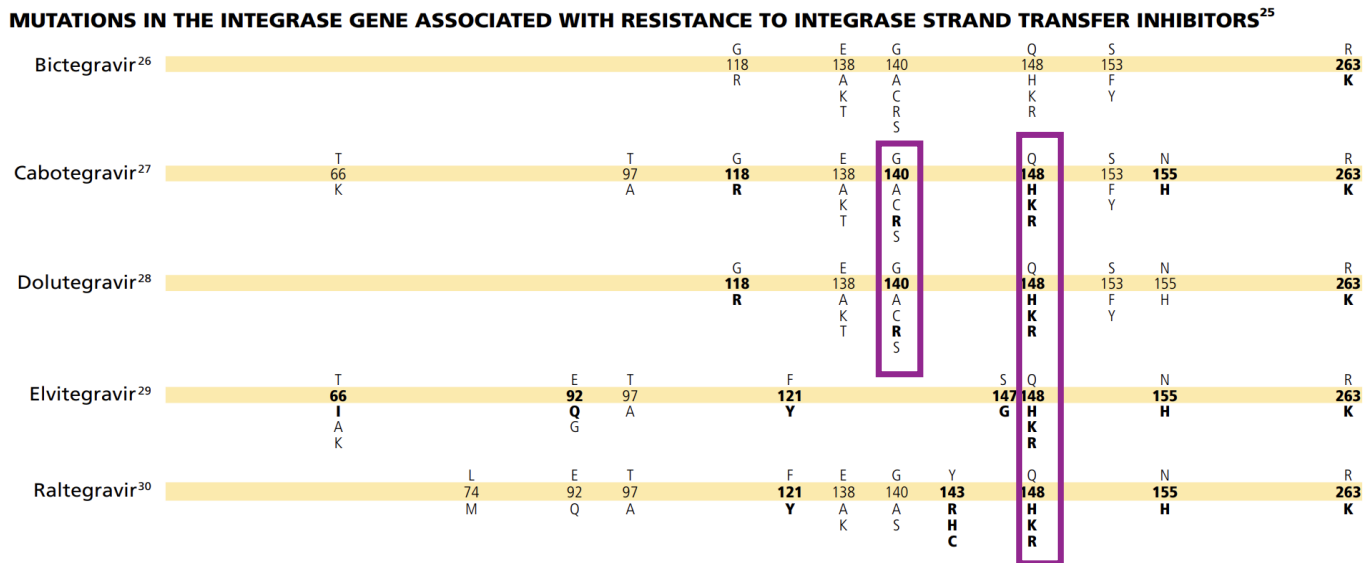 MUTATIONS IN THE INTEGRASE GENE ASSOCIATED WITH RESISTANCE TO INTEGRASE STRAND TRANSFER INHIBITORS25
G E G Q S R
Bictegravir26 118 138 140 148 153 263
R A A H F K
K C K Y
T R R
S
T T G E G Q S N R
Cabotegravir27 66 97 118 138 140 148 153 155 263
K A R A A H F H K
K C K Y
T R R
S
G E G Q S N R
Dolutegravir28 118 138 140 148 153 155 263
R A A H F H K
K C K Y
T R R
S
T E T F S Q N R
Elvitegravir29 66 92 97 121 147 148 155 263
I Q A Y G H H K
A G K
K R
L E T F E G Y Q N R
Raltegravir30 74 92 97 121 138 140 143 148 155 263
M Q A Y A A R H H K
K S H K
C R